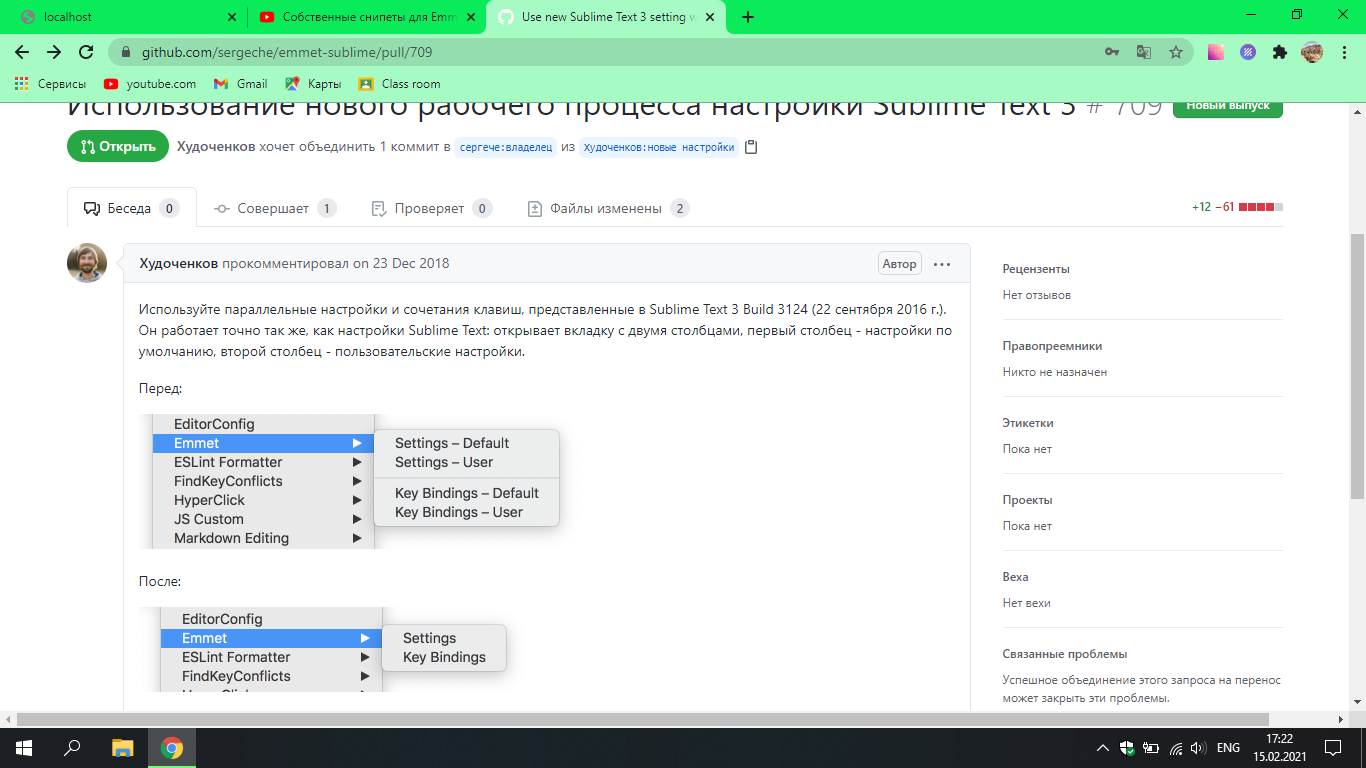 localhost
Собственные снипеты для Emm
Use new Sublime Text 3 setting w
github.com/sergeche/emmet-sublime/pull/709
Сервисы
youtube.com
Gmail
Карты
Class room
Использование нового рабочего процесса настройки Sublime Text 3 # 709
Новый выпуск
Открыть
Худоченков хочет объединить 1 коммит в сергече:владелец из Худоченков:новые настройки
Беседа 0
Совершает 1
Проверяет 0
Файлы изменены 2
+12 −61
Худоченков прокомментировал on 23 Dec 2018
Автор
Используйте параллельные настройки и сочетания клавиш, представленные в Sublime Text 3 Build 3124 (22 сентября 2016 г.).
Он работает точно так же, как настройки Sublime Text: открывает вкладку с двумя столбцами, первый столбец - настройки по
умолчанию, второй столбец - пользовательские настройки.
Перед:
EditorConfig
Emmet
ESLint Formatter
FindKeyConflicts
HyperClick
JS Custom
Markdown Editing
Settings – Default
Settings – User
Key Bindings – Default
Key Bindings – User
После:
EditorConfig
Emmet
ESLint Formatter
FindKeyConflicts
Settings
Key Bindings
Рецензенты
Нет отзывов
Правопреемники
Никто не назначен
Этикетки
Пока нет
Проекты
Пока нет
Веха
Нет вехи
Связанные проблемы
Успешное объединение этого запроса на перенос
может закрыть эти проблемы.
ENG
17:22
15.02.2021